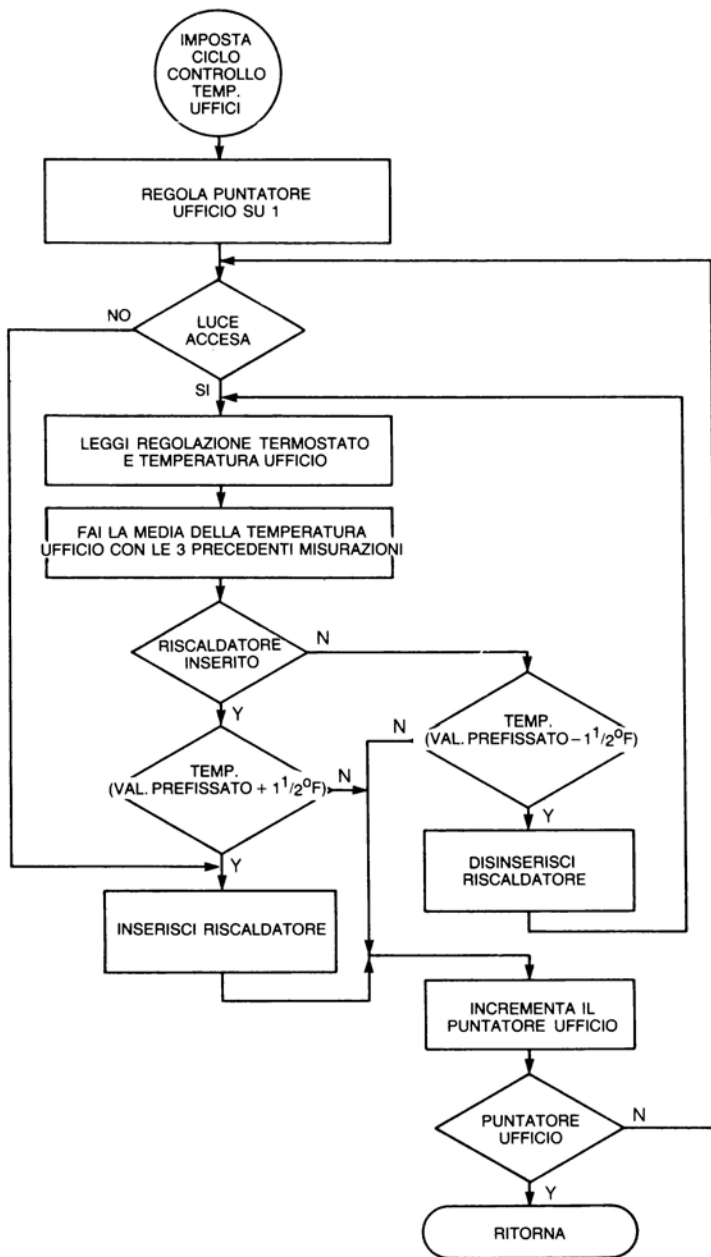 IMPOSTA
CICLO
CONTROLLO
TEMP.
UFFICI
REGOLA PUNTATORE
UFFICIO SU 1
NO
LUCE
ACCESA
SI
LEGGI REGOLAZIONE TERMOSTATO
E TEMPERATURA UFFICIO
FAI LA MEDIA DELLA TEMPERATURA
UFFICIO CON LE 3 PRECEDENTI MISURAZIONI
RISCALDATORE
INSERITO
N
Y
TEMP.
(VAL. PREFISSATO + 1 1/2°F)
N
Y
N
TEMP.
(VAL. PREFISSATO – 1 1/2°F)
Y
DISINSERISCI
RISCALDATORE
INSERISCI RISCALDATORE
INCREMENTA IL
PUNTATORE UFFICIO
PUNTATORE
UFFICIO
N
Y
RITORNA